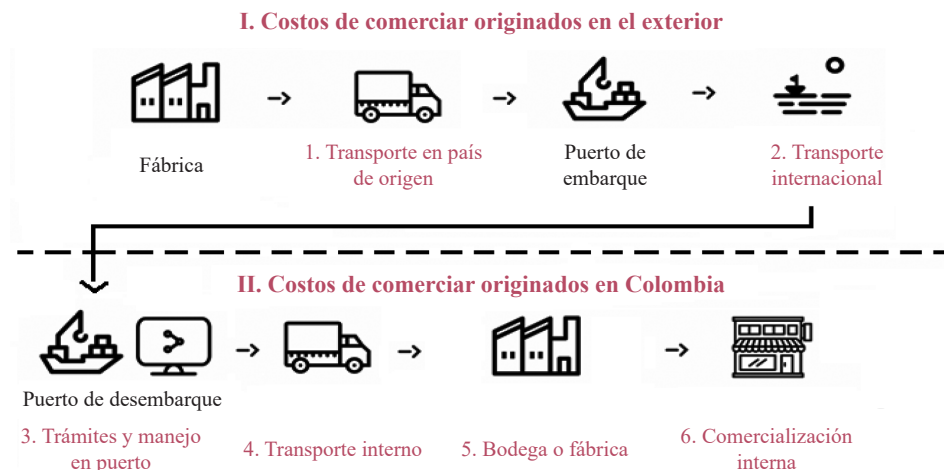 I. Costos de comerciar originados en el exterior
Fábrica
1. Transporte en país
de origen
Puerto de
embarque
2. Transporte
internacional
II. Costos de comerciar originados en Colombia
Puerto de desembarque
3. Trámites y manejo
en puerto
4. Transporte interno
5. Bodega o fábrica
6. Comercialización
interna